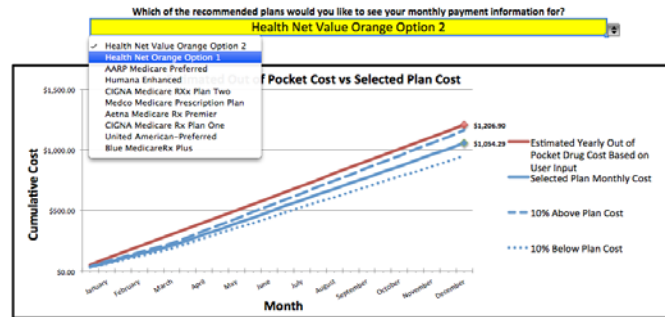 Which of the recommended plans would you like to see your monthly payment information for?
Health Net Value Orange Option 2
✓ Health Net Value Orange Option 2
Health Net Orange Option 1
AARP Medicare Preferred
Humana Enhanced
CIGNA Medicare RXx Plan Two
Medco Medicare Prescription Plan
Aetna Medicare Rx Premier
CIGNA Medicare Rx Plan One
United American-Preferred
Blue MedicareRx Plus
Out of Pocket Cost vs Selected Plan Cost
$1,500.00
$1,000.00
$500.00
$0.00
Cumulative Cost
$1,206.90
$1,054.29
Estimated Yearly Out of
Pocket Drug Cost Based on
User Input
Selected Plan Monthly Cost
10% Above Plan Cost
10% Below Plan Cost
January
February
March
April
May
June
July
August
September
October
November
December
Month